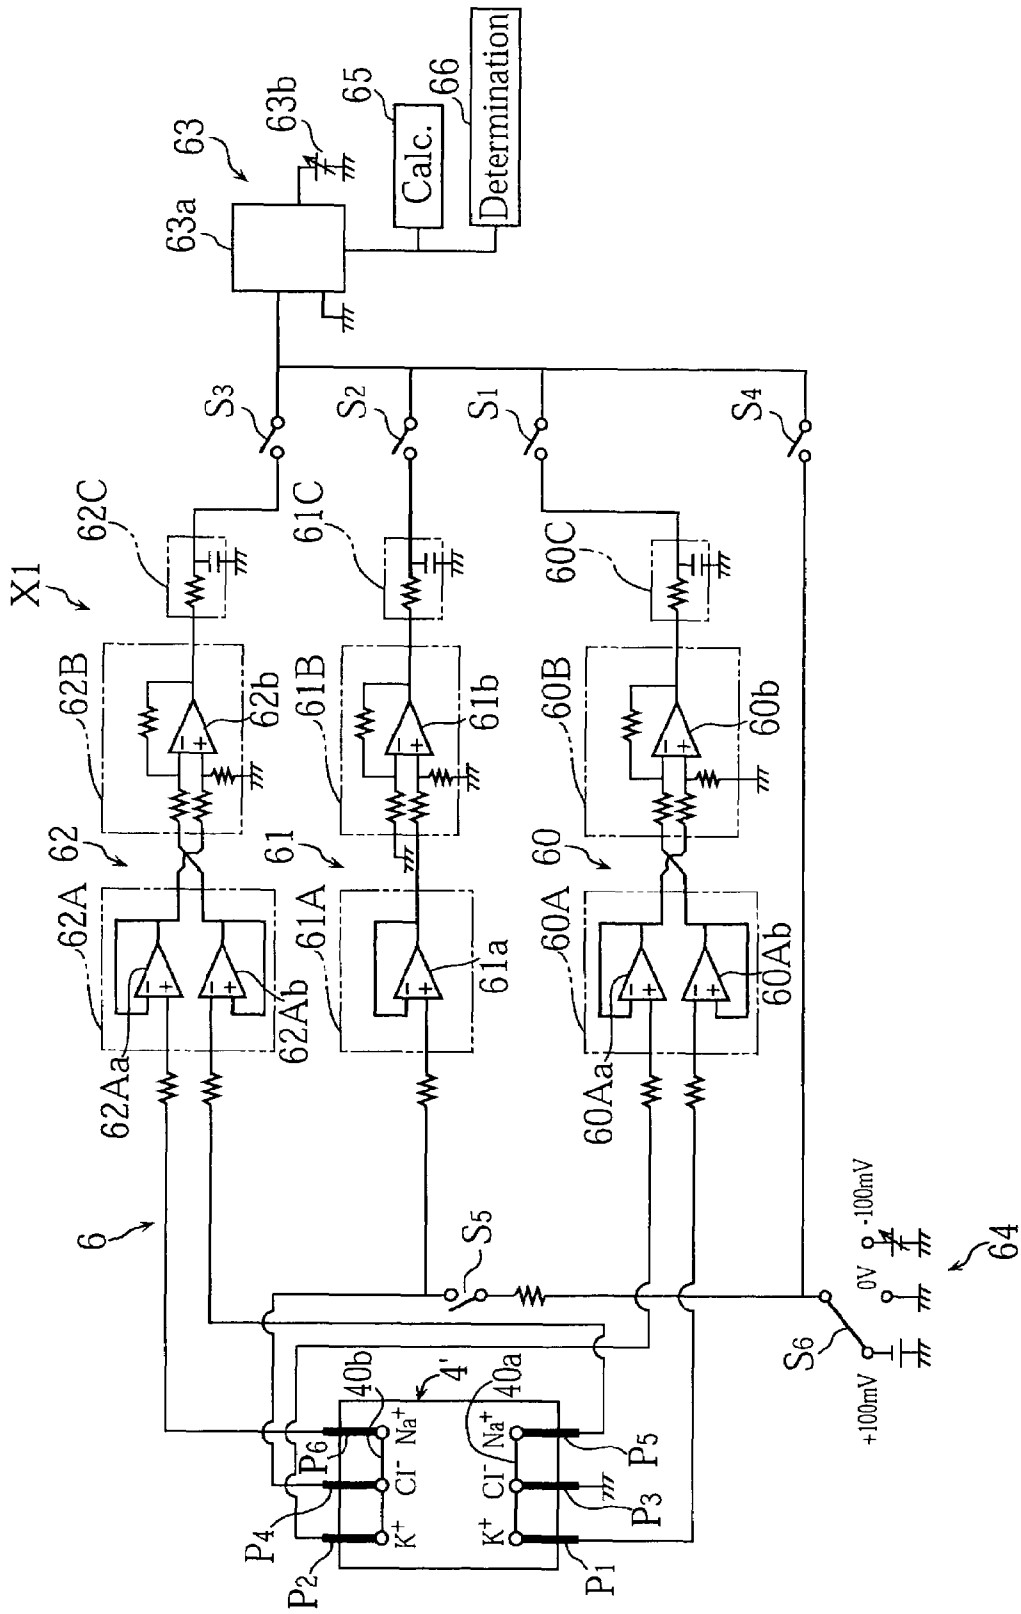 X1
63
63a
63b
65
Calc.
66
Determination
S3
S2
S1
S4
62C
61C
60C
62B
62b
61B
61b
60B
60b
62
61
60
62A
62Aa
62Ab
61A
61a
60A
60Aa
60Ab
6
S5
S6
+100mV
0V
-100mV
64
4'
40b
40a
P6
P4
P2
Na+
Cl-
K+
Na+
Cl-
K+
P5
P3
P1
- +
- +
- +
- +
- +
- +
- +
- +